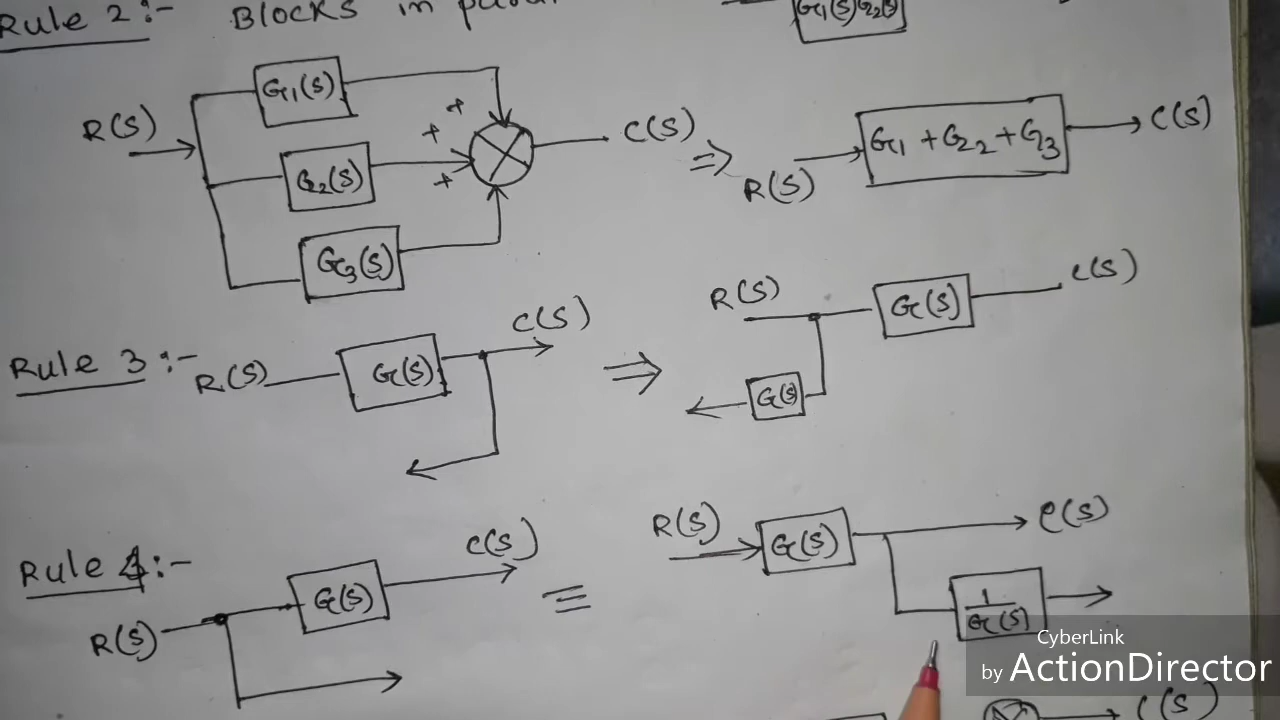 Rule 2:- Blocks in
G1(S)G2(S)
R(S) G1(S) + + + G2(S) G3(S) C(S) ⇒ R(S) G1 + G2 + G3 C(S)
Rule 3:- R(S) G(S) C(S) ⇒ R(S) G(S) C(S) G(S)
Rule 4:- R(S) G(S) C(S) ≡ R(S) G(S) C(S) 1/G(S)
C(S)
CyberLink
by ActionDirector